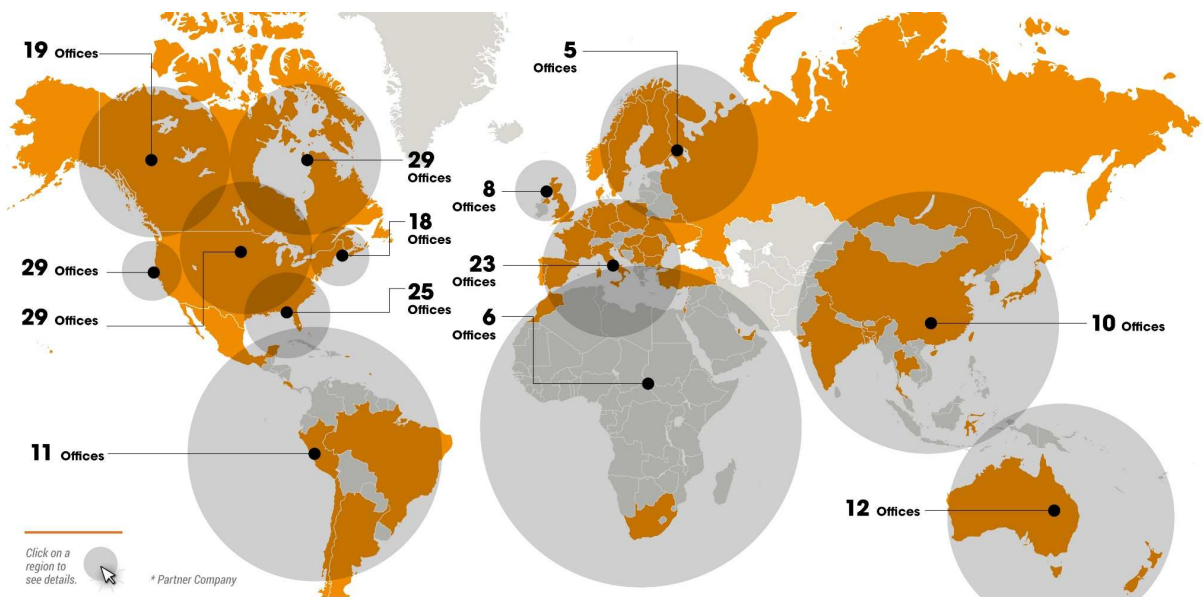 19 Offices
5
Offices
29
Offices
8
Offices
18
Offices
29 Offices
23
Offices
25
Offices
29 Offices
6
Offices
10 Offices
11 Offices
12 Offices
Click on a
region to
see details.
* Partner Company